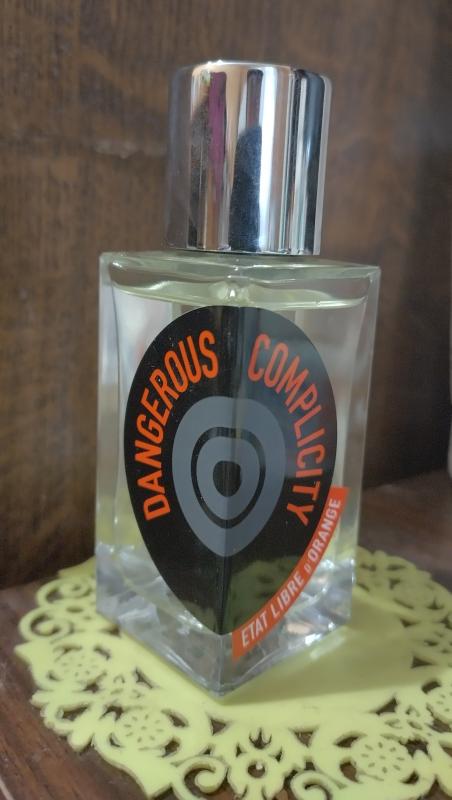 DANGEROUS COMPLICITY
ETAT LIBRE D'ORANGE